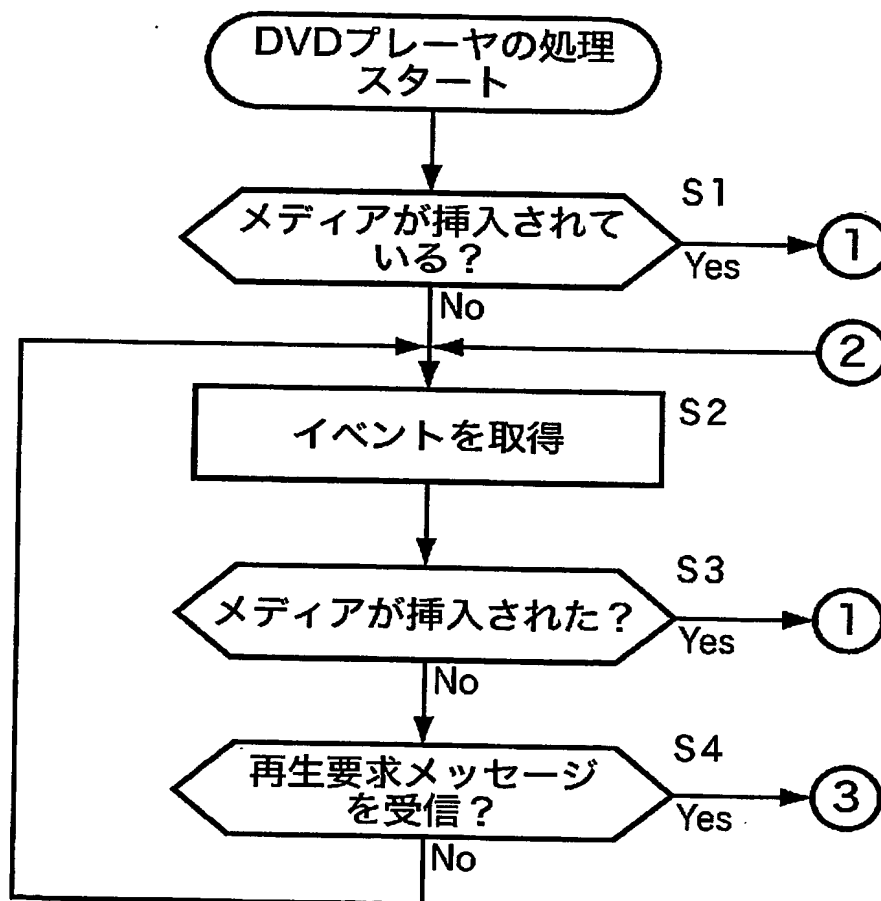 DVDプレーヤの処理
スタート
S1
メディアが挿入されて
いる？
Yes
①
No
②
S2
イベントを取得
S3
メディアが挿入された？
Yes
①
No
S4
再生要求メッセージ
を受信？
Yes
③
No